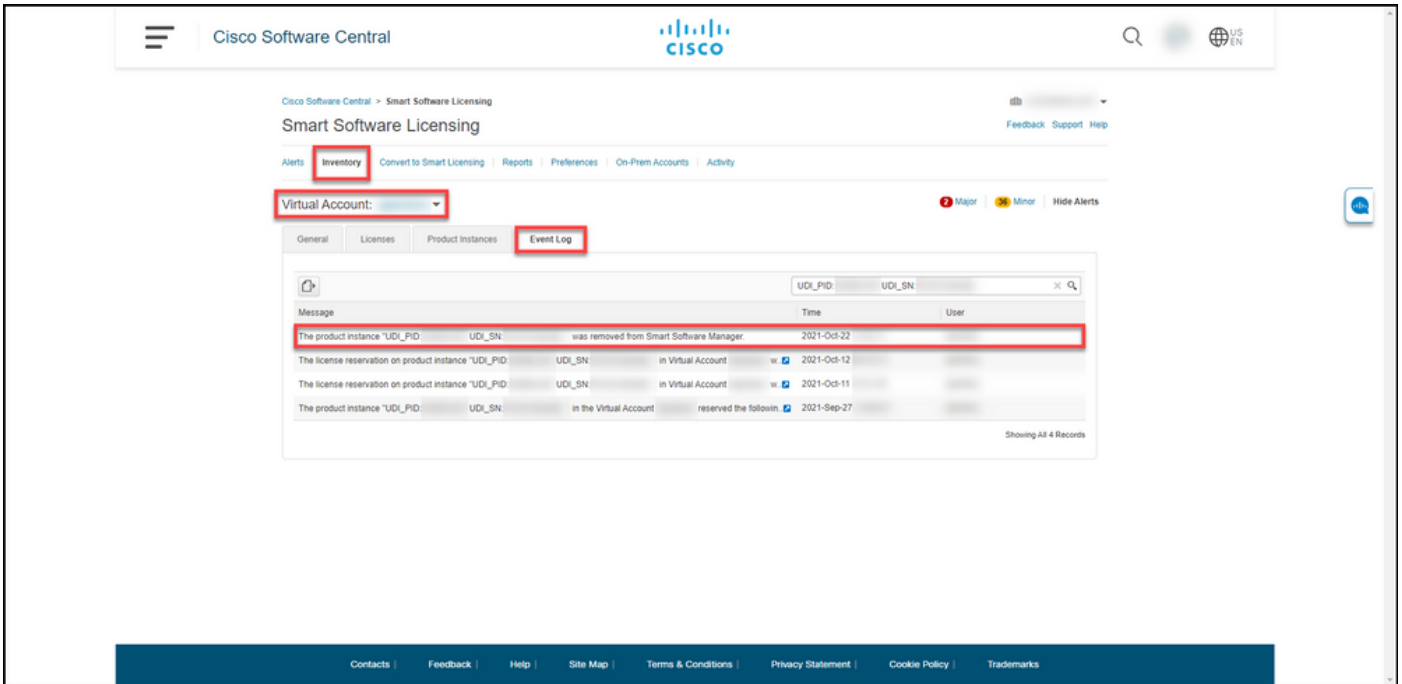 Cisco Software Central
CISCO
US
EN
Cisco Software Central > Smart Software Licensing
Smart Software Licensing
Feedback Support Help
Alerts Inventory Convert to Smart Licensing | Reports | Preferences | On-Prem Accounts | Activity
Virtual Account:
2 Major | 36 Minor | Hide Alerts
General Licenses Product Instances Event Log
UDI_PID: UDI_SN:
Message Time User
The product instance "UDI_PID: UDI_SN: was removed from Smart Software Manager. 2021-Oct-22
The license reservation on product instance "UDI_PID: UDI_SN: in Virtual Account w.. 2021-Oct-12
The license reservation on product instance "UDI_PID: UDI_SN: in Virtual Account w.. 2021-Oct-11
The product instance "UDI_PID: UDI_SN: in the Virtual Account reserved the followin.. 2021-Sep-27
Showing All 4 Records
Contacts | Feedback | Help | Site Map | Terms & Conditions | Privacy Statement | Cookie Policy | Trademarks